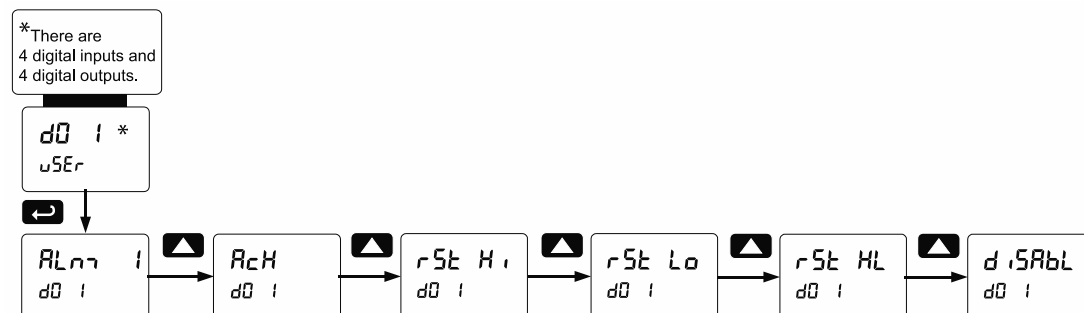 *There are
4 digital inputs and
4 digital outputs.
dO 1 *
uSEr
ALm 1
dO 1
AcK
dO 1
rSt Hi
dO 1
rSt Lo
dO 1
rSt HL
dO 1
diSAbL
dO 1